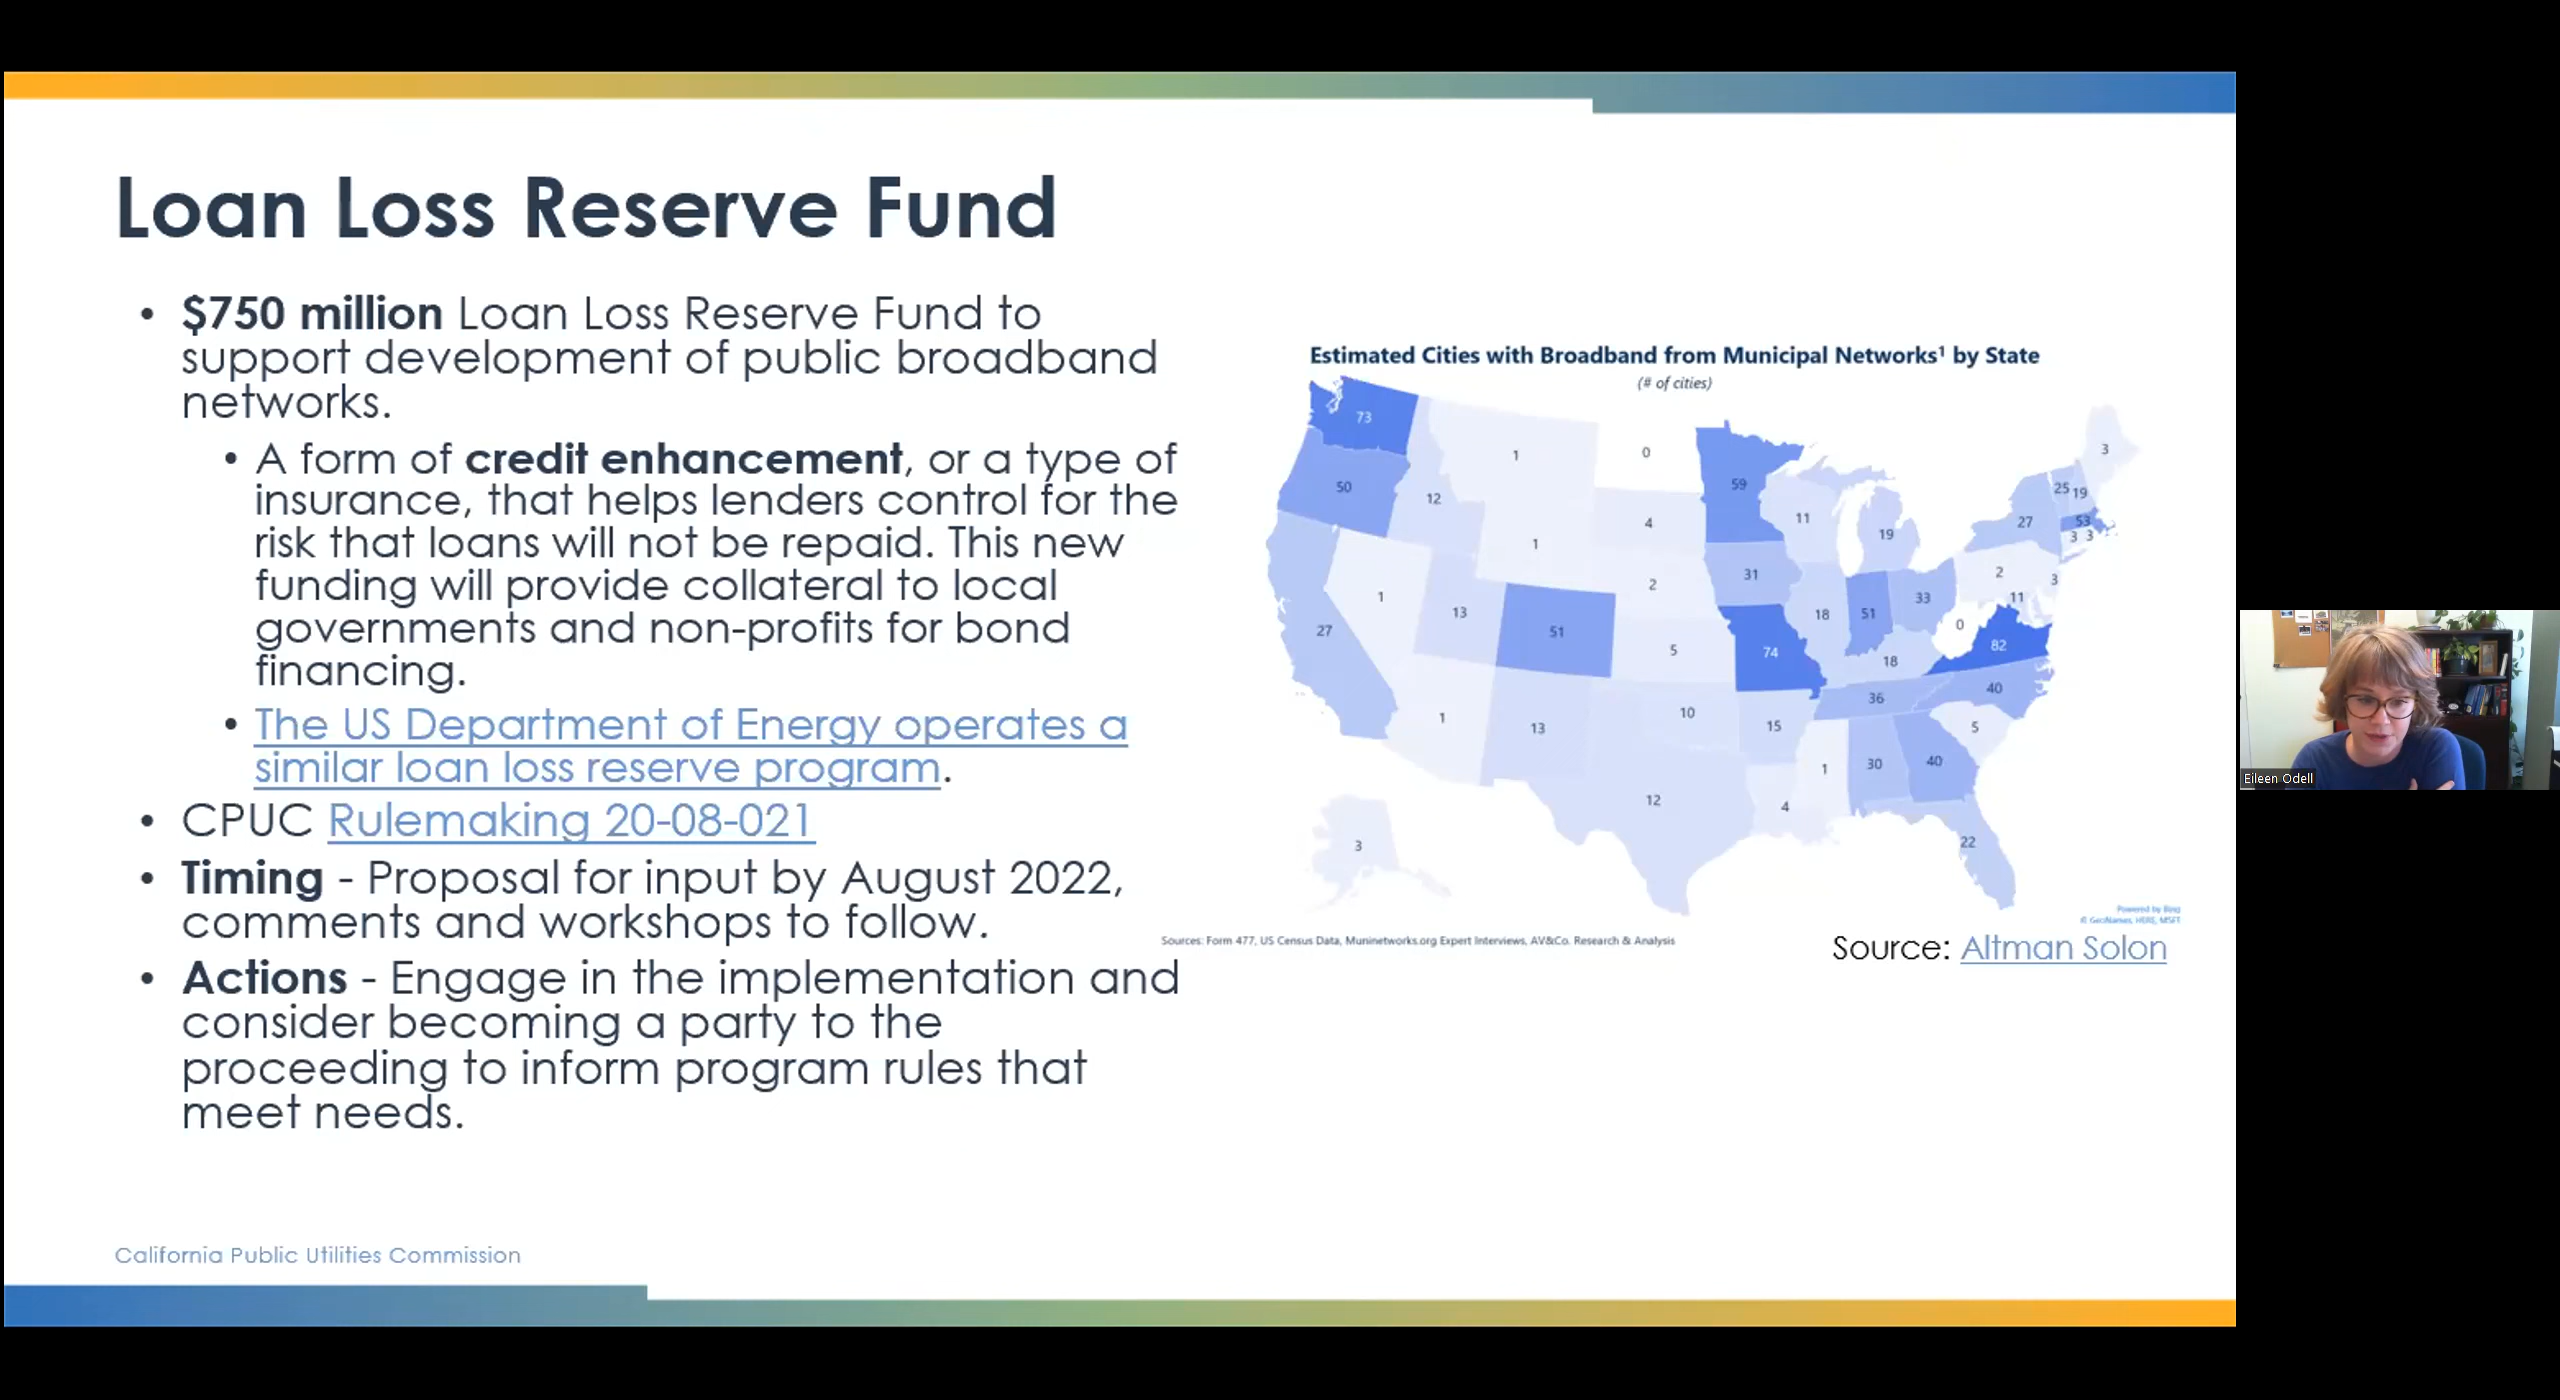 Loan Loss Reserve Fund
• $750 million Loan Loss Reserve Fund to
support development of public broadband
networks.
• A form of credit enhancement, or a type of
insurance, that helps lenders control for the
risk that loans will not be repaid. This new
funding will provide collateral to local
governments and non-profits for bond
financing.
• The US Department of Energy operates a
similar loan loss reserve program.
• CPUC Rulemaking 20-08-021
• Timing - Proposal for input by August 2022,
comments and workshops to follow.
• Actions - Engage in the implementation and
consider becoming a party to the
proceeding to inform program rules that
meet needs.
Estimated Cities with Broadband from Municipal Networks¹ by State
(# of cities)
73
1
0
3
50
12
59
25 19
4
11
27
53
19
3 3
1
2
31
2
3
1
13
33
11
18
51
27
51
0
5
74
82
18
36
40
1
13
10
15
5
1
30
40
12
4
22
3
Powered by Bing
© GeoNames, HERE, MSFT
Sources: Form 477, US Census Data, Muninetworks.org Expert Interviews, AV&Co. Research & Analysis
Source: Altman Solon
California Public Utilities Commission
Eileen Odell